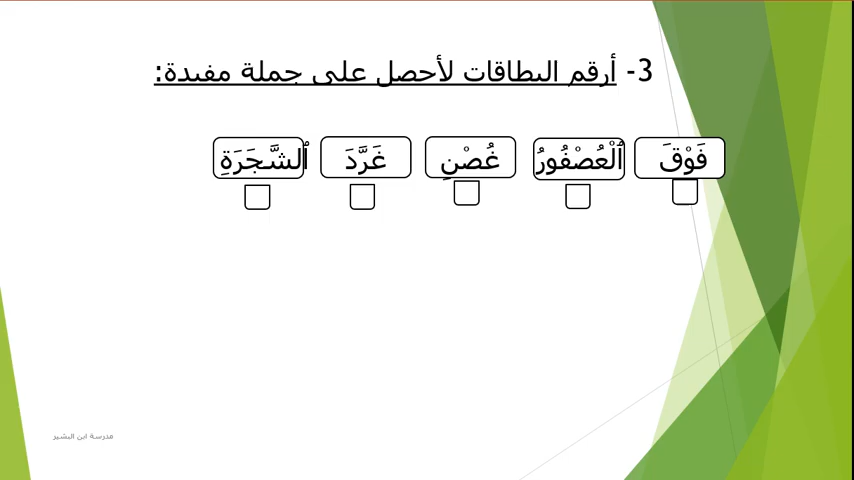 3- أرقم البطاقات لأحصل على جملة مفيدة:
فَوْقَ ٱلْعُصْفُورُ غُصْنِ غَرَّدَ ٱلشَّجَرَةِ
مدرسة ابن البشير